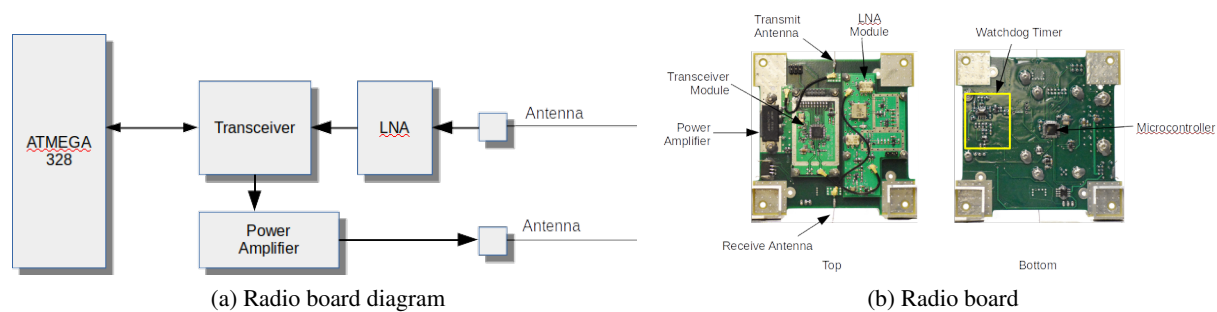 ATMEGA
328
Transceiver
LNA
Antenna
Power
Amplifier
Antenna
(a) Radio board diagram
Transmit
Antenna
LNA
Module
Watchdog Timer
Transceiver
Module
Power
Amplifier
Microcontroller
Receive Antenna
Top
Bottom
(b) Radio board